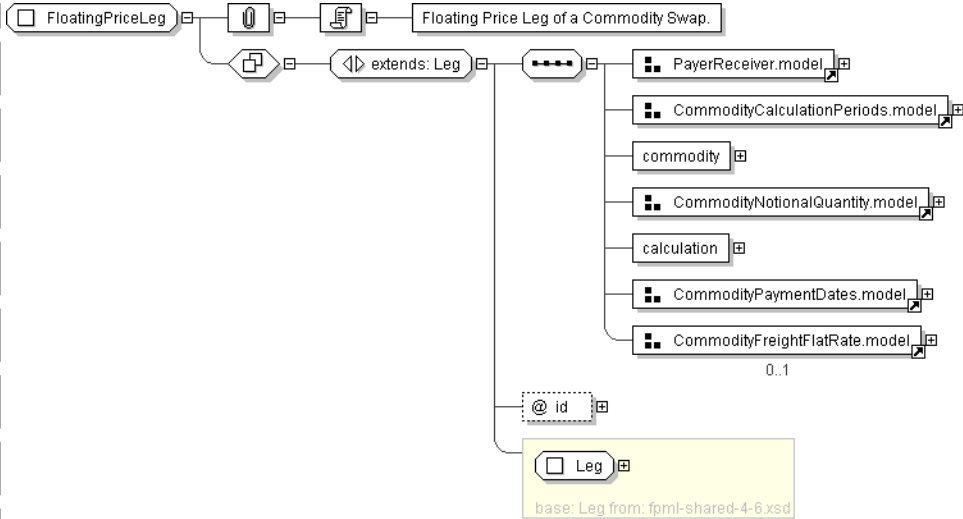 FloatingPriceLeg
Floating Price Leg of a Commodity Swap.
extends: Leg
PayerReceiver.model
CommodityCalculationPeriods.model
commodity
CommodityNotionalQuantity.model
calculation
CommodityPaymentDates.model
CommodityFreightFlatRate.model
0..1
@ id
Leg
base: Leg from: fpml-shared-4-6.xsd